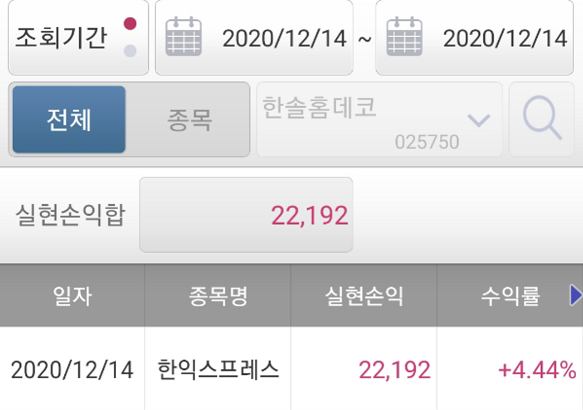 조회기간 2020/12/14 ~ 2020/12/14
전체 종목 한솔홈데코 025750
실현손익합 22,192
일자 종목명 실현손익 수익률
2020/12/14 한익스프레스 22,192 +4.44%